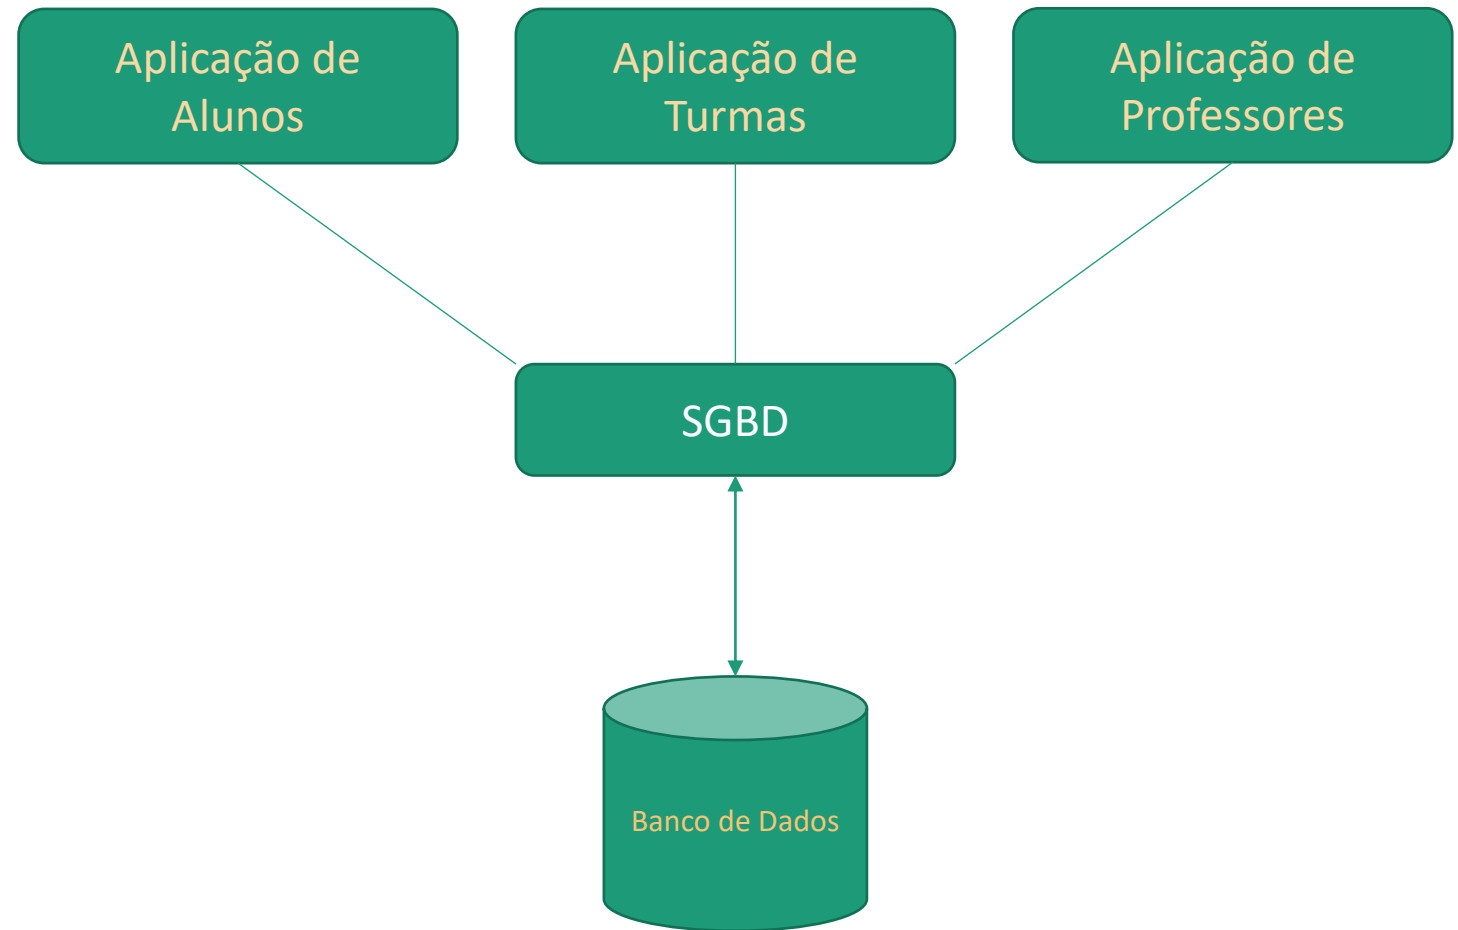 Aplicação de
Alunos
Aplicação de
Turmas
Aplicação de
Professores
SGBD
Banco de Dados